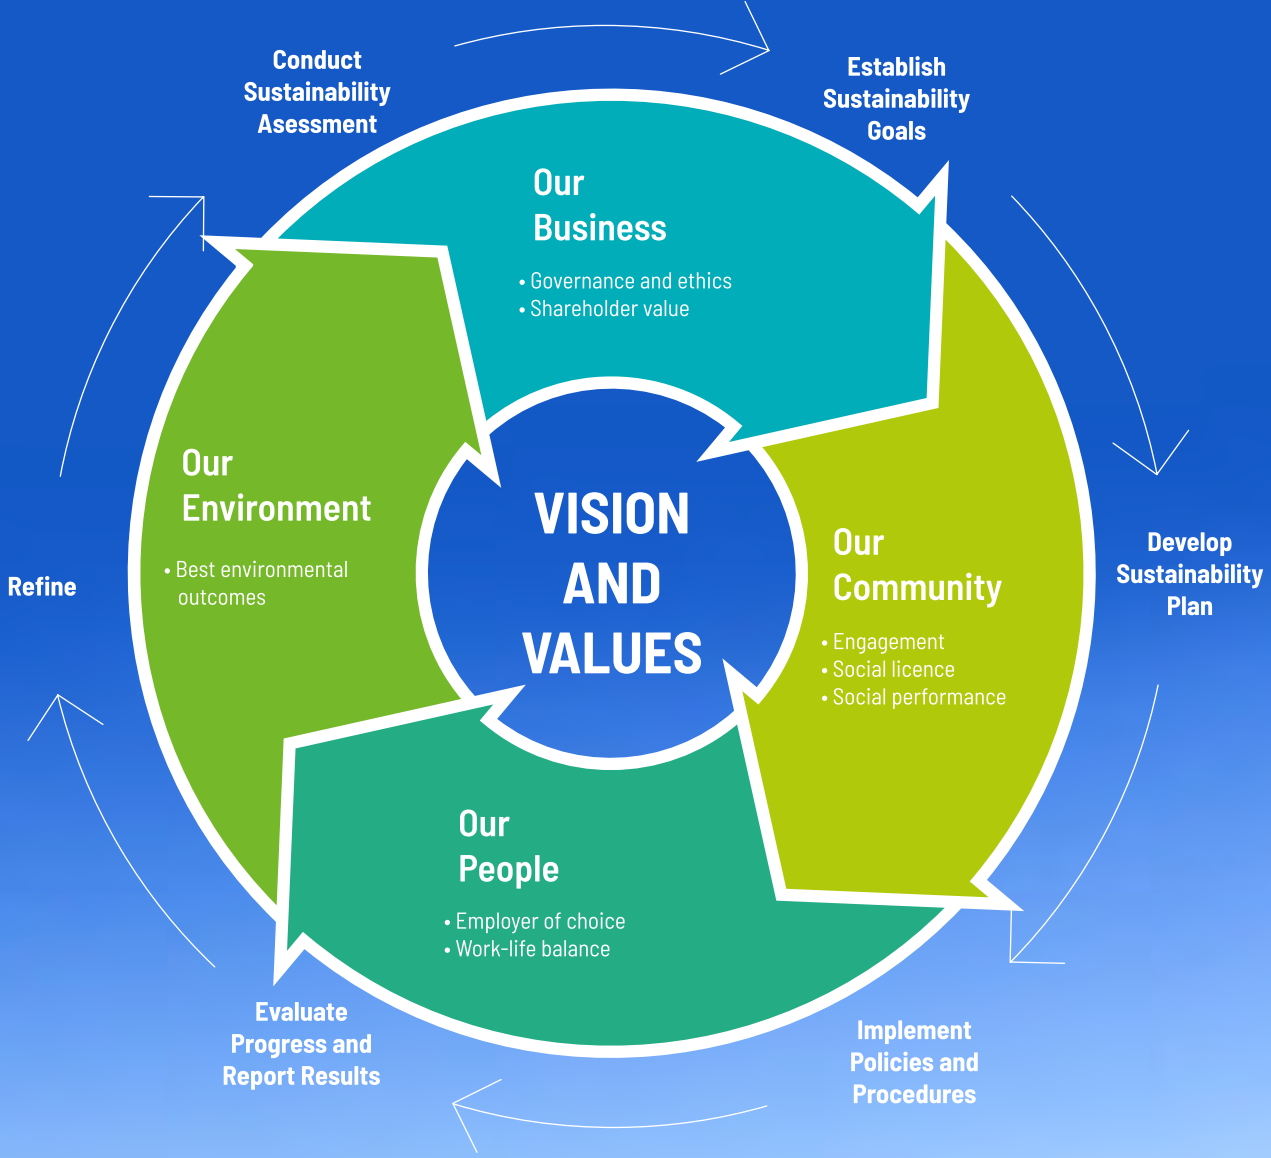 Conduct
Sustainability
Asessment
Establish
Sustainability
Goals
Our
Business
• Governance and ethics
• Shareholder value
Our
Environment
• Best environmental
outcomes
VISION
AND
VALUES
Our
Community
• Engagement
• Social licence
• Social performance
Develop
Sustainability
Plan
Refine
Our
People
• Employer of choice
• Work-life balance
Evaluate
Progress and
Report Results
Implement
Policies and
Procedures